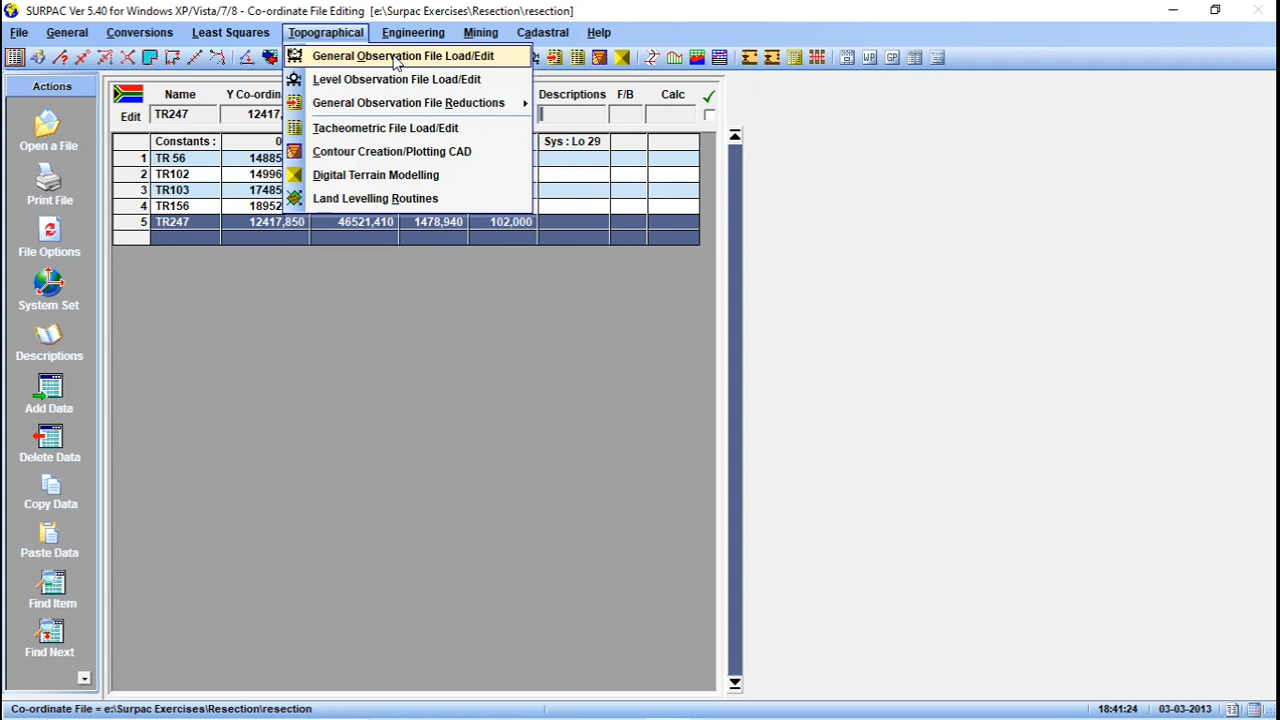 SURPAC Ver 5.40 for Windows XP/Vista/7/8 - Co-ordinate File Editing [e:\Surpac Exercises\Resection\resection]
File General Conversions Least Squares Topographical Engineering Mining Cadastral Help
General Observation File Load/Edit
Level Observation File Load/Edit
General Observation File Reductions
Tacheometric File Load/Edit
Contour Creation/Plotting CAD
Digital Terrain Modelling
Land Levelling Routines
WP GP
Actions
Open a File
Print File
File Options
System Set
Descriptions
Add Data
Delete Data
Copy Data
Paste Data
Find Item
Find Next
Name Y Co-ordin Descriptions F/B Calc
Edit TR247 12417,
Constants : 0 Sys : Lo 29
1 TR 56 14885
2 TR102 14996
3 TR103 17485
4 TR156 18952
5 TR247 12417,850 46521,410 1478,940 102,000
Co-ordinate File = e:\Surpac Exercises\Resection\resection 18:41:24 03-03-2013